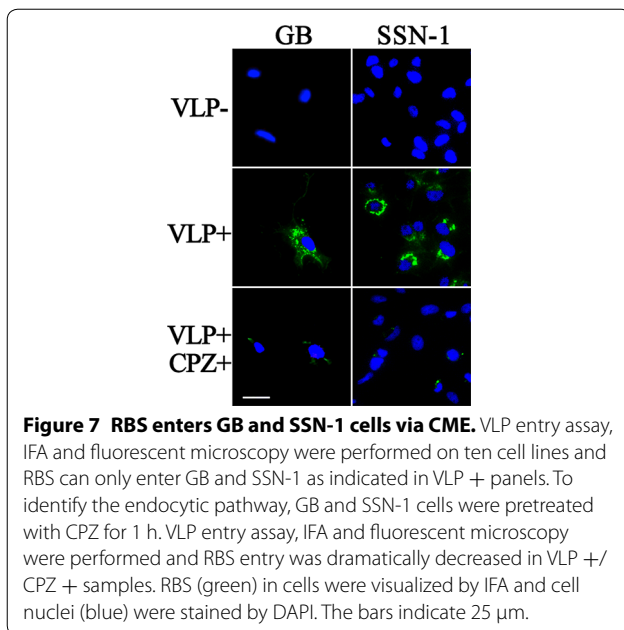 GB SSN-1
VLP-
VLP+
VLP+
CPZ+
Figure 7 RBS enters GB and SSN-1 cells via CME. VLP entry assay,
IFA and fluorescent microscopy were performed on ten cell lines and
RBS can only enter GB and SSN-1 as indicated in VLP + panels. To
identify the endocytic pathway, GB and SSN-1 cells were pretreated
with CPZ for 1 h. VLP entry assay, IFA and fluorescent microscopy
were performed and RBS entry was dramatically decreased in VLP +/
CPZ + samples. RBS (green) in cells were visualized by IFA and cell
nuclei (blue) were stained by DAPI. The bars indicate 25 μm.